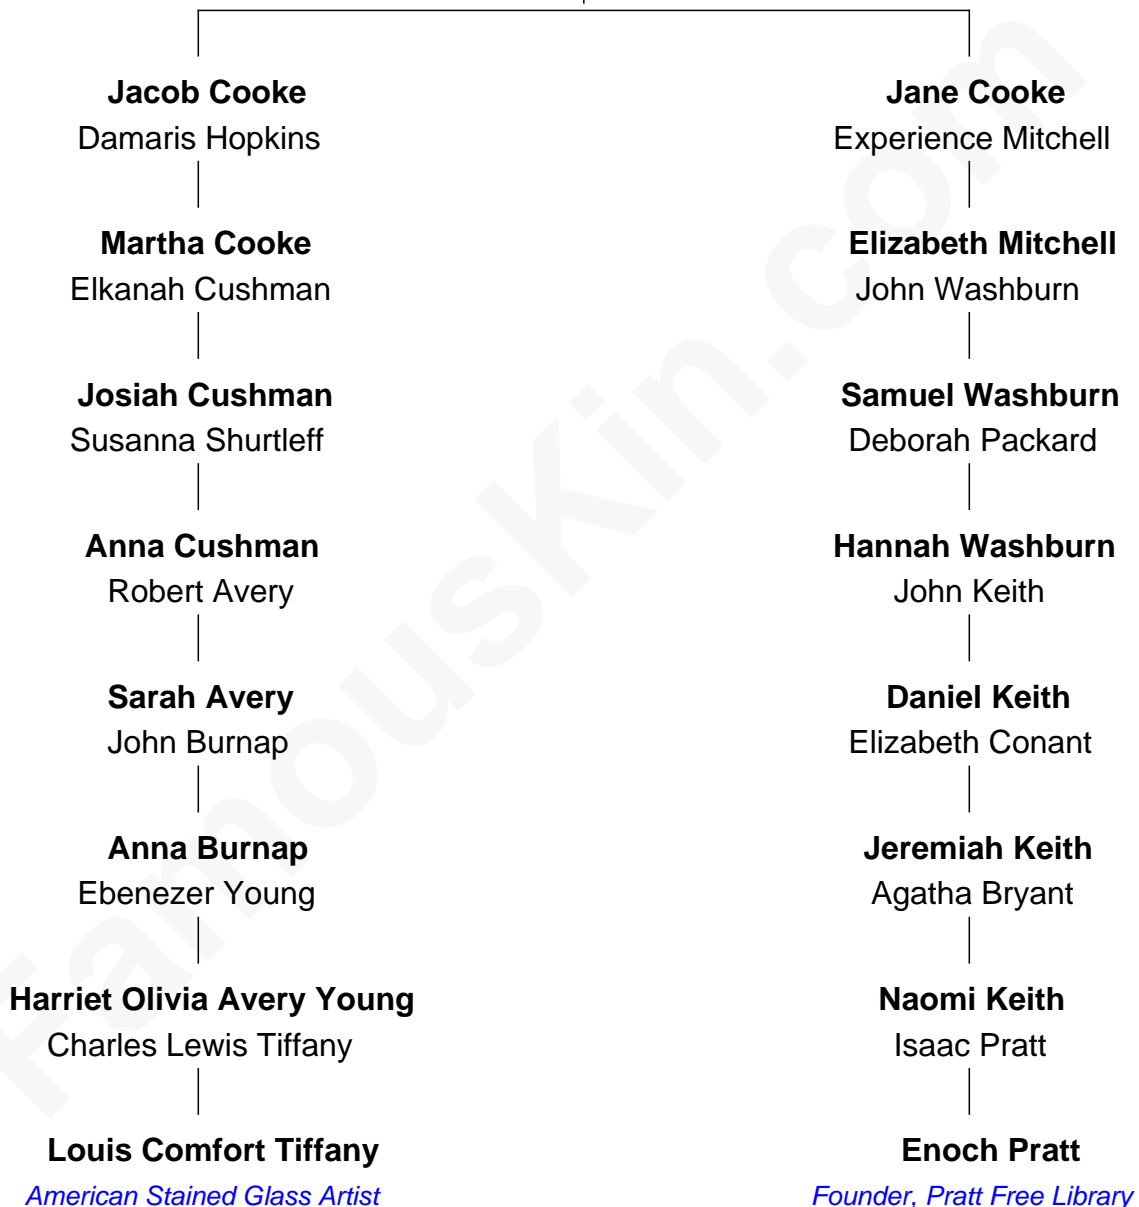 Jacob Cooke
Damaris Hopkins
Martha Cooke
Elkanah Cushman
Josiah Cushman
Susanna Shurtleff
Anna Cushman
Robert Avery
Sarah Avery
John Burnap
Anna Burnap
Ebenezer Young
Harriet Olivia Avery Young
Charles Lewis Tiffany
Louis Comfort Tiffany
American Stained Glass Artist
Jane Cooke
Experience Mitchell
Elizabeth Mitchell
John Washburn
Samuel Washburn
Deborah Packard
Hannah Washburn
John Keith
Daniel Keith
Elizabeth Conant
Jeremiah Keith
Agatha Bryant
Naomi Keith
Isaac Pratt
Enoch Pratt
Founder, Pratt Free Library
FamousKin.com